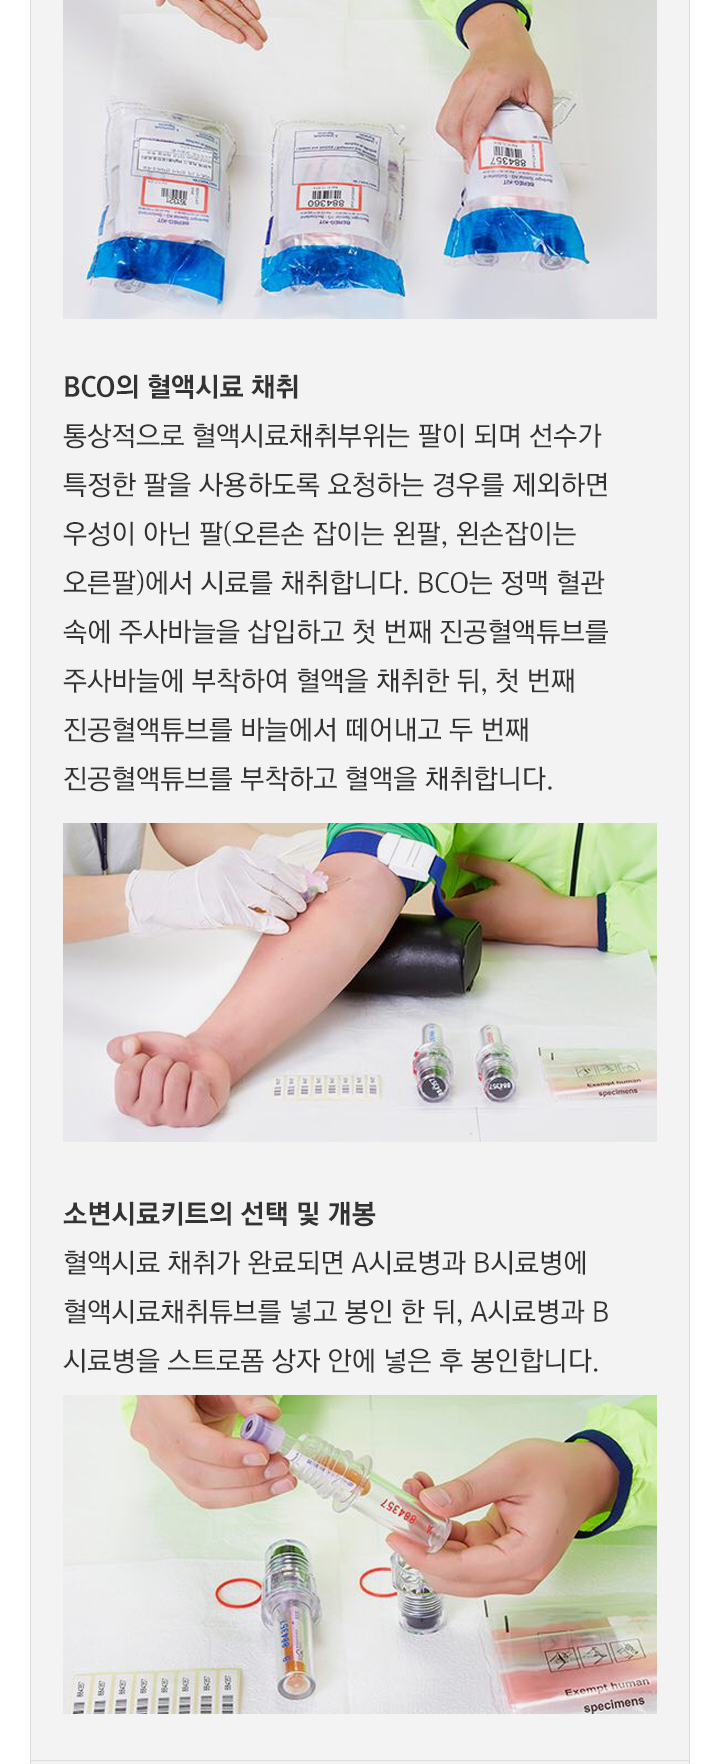 884360
884357
BEREG-KIT
BEREG-KIT
BEREG-KIT
BCO의 혈액시료 채취
통상적으로 혈액시료채취부위는 팔이 되며 선수가
특정한 팔을 사용하도록 요청하는 경우를 제외하면
우성이 아닌 팔(오른손 잡이는 왼팔, 왼손잡이는
오른팔)에서 시료를 채취합니다. BCO는 정맥 혈관
속에 주사바늘을 삽입하고 첫 번째 진공혈액튜브를
주사바늘에 부착하여 혈액을 채취한 뒤, 첫 번째
진공혈액튜브를 바늘에서 떼어내고 두 번째
진공혈액튜브를 부착하고 혈액을 채취합니다.
884357
884357
Exempt human
specimens
소변시료키트의 선택 및 개봉
혈액시료 채취가 완료되면 A시료병과 B시료병에
혈액시료채취튜브를 넣고 봉인 한 뒤, A시료병과 B
시료병을 스트로폼 상자 안에 넣은 후 봉인합니다.
A 884357
B 884357
Exempt human
specimens